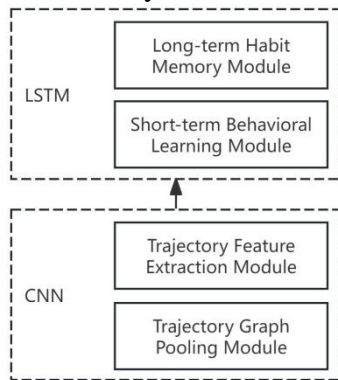 LSTM
Long-term Habit
Memory Module
Short-term Behavioral
Learning Module
CNN
Trajectory Feature
Extraction Module
Trajectory Graph
Pooling Module